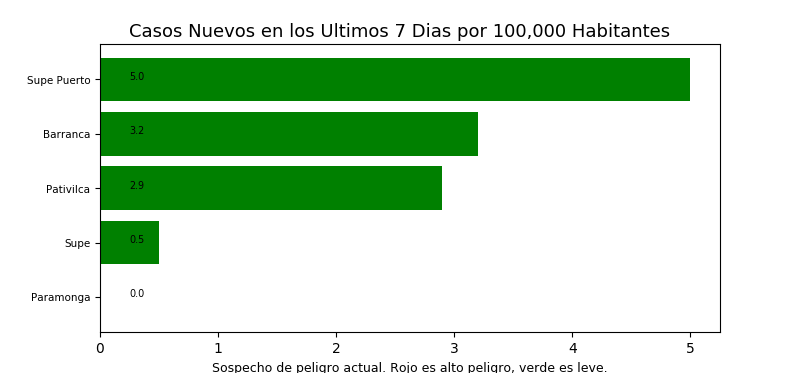 Casos Nuevos en los Ultimos 7 Dias por 100,000 Habitantes
Supe Puerto 5.0
Barranca 3.2
Pativilca 2.9
Supe 0.5
Paramonga 0.0
0 1 2 3 4 5
Sospecho de peligro actual. Rojo es alto peligro, verde es leve.